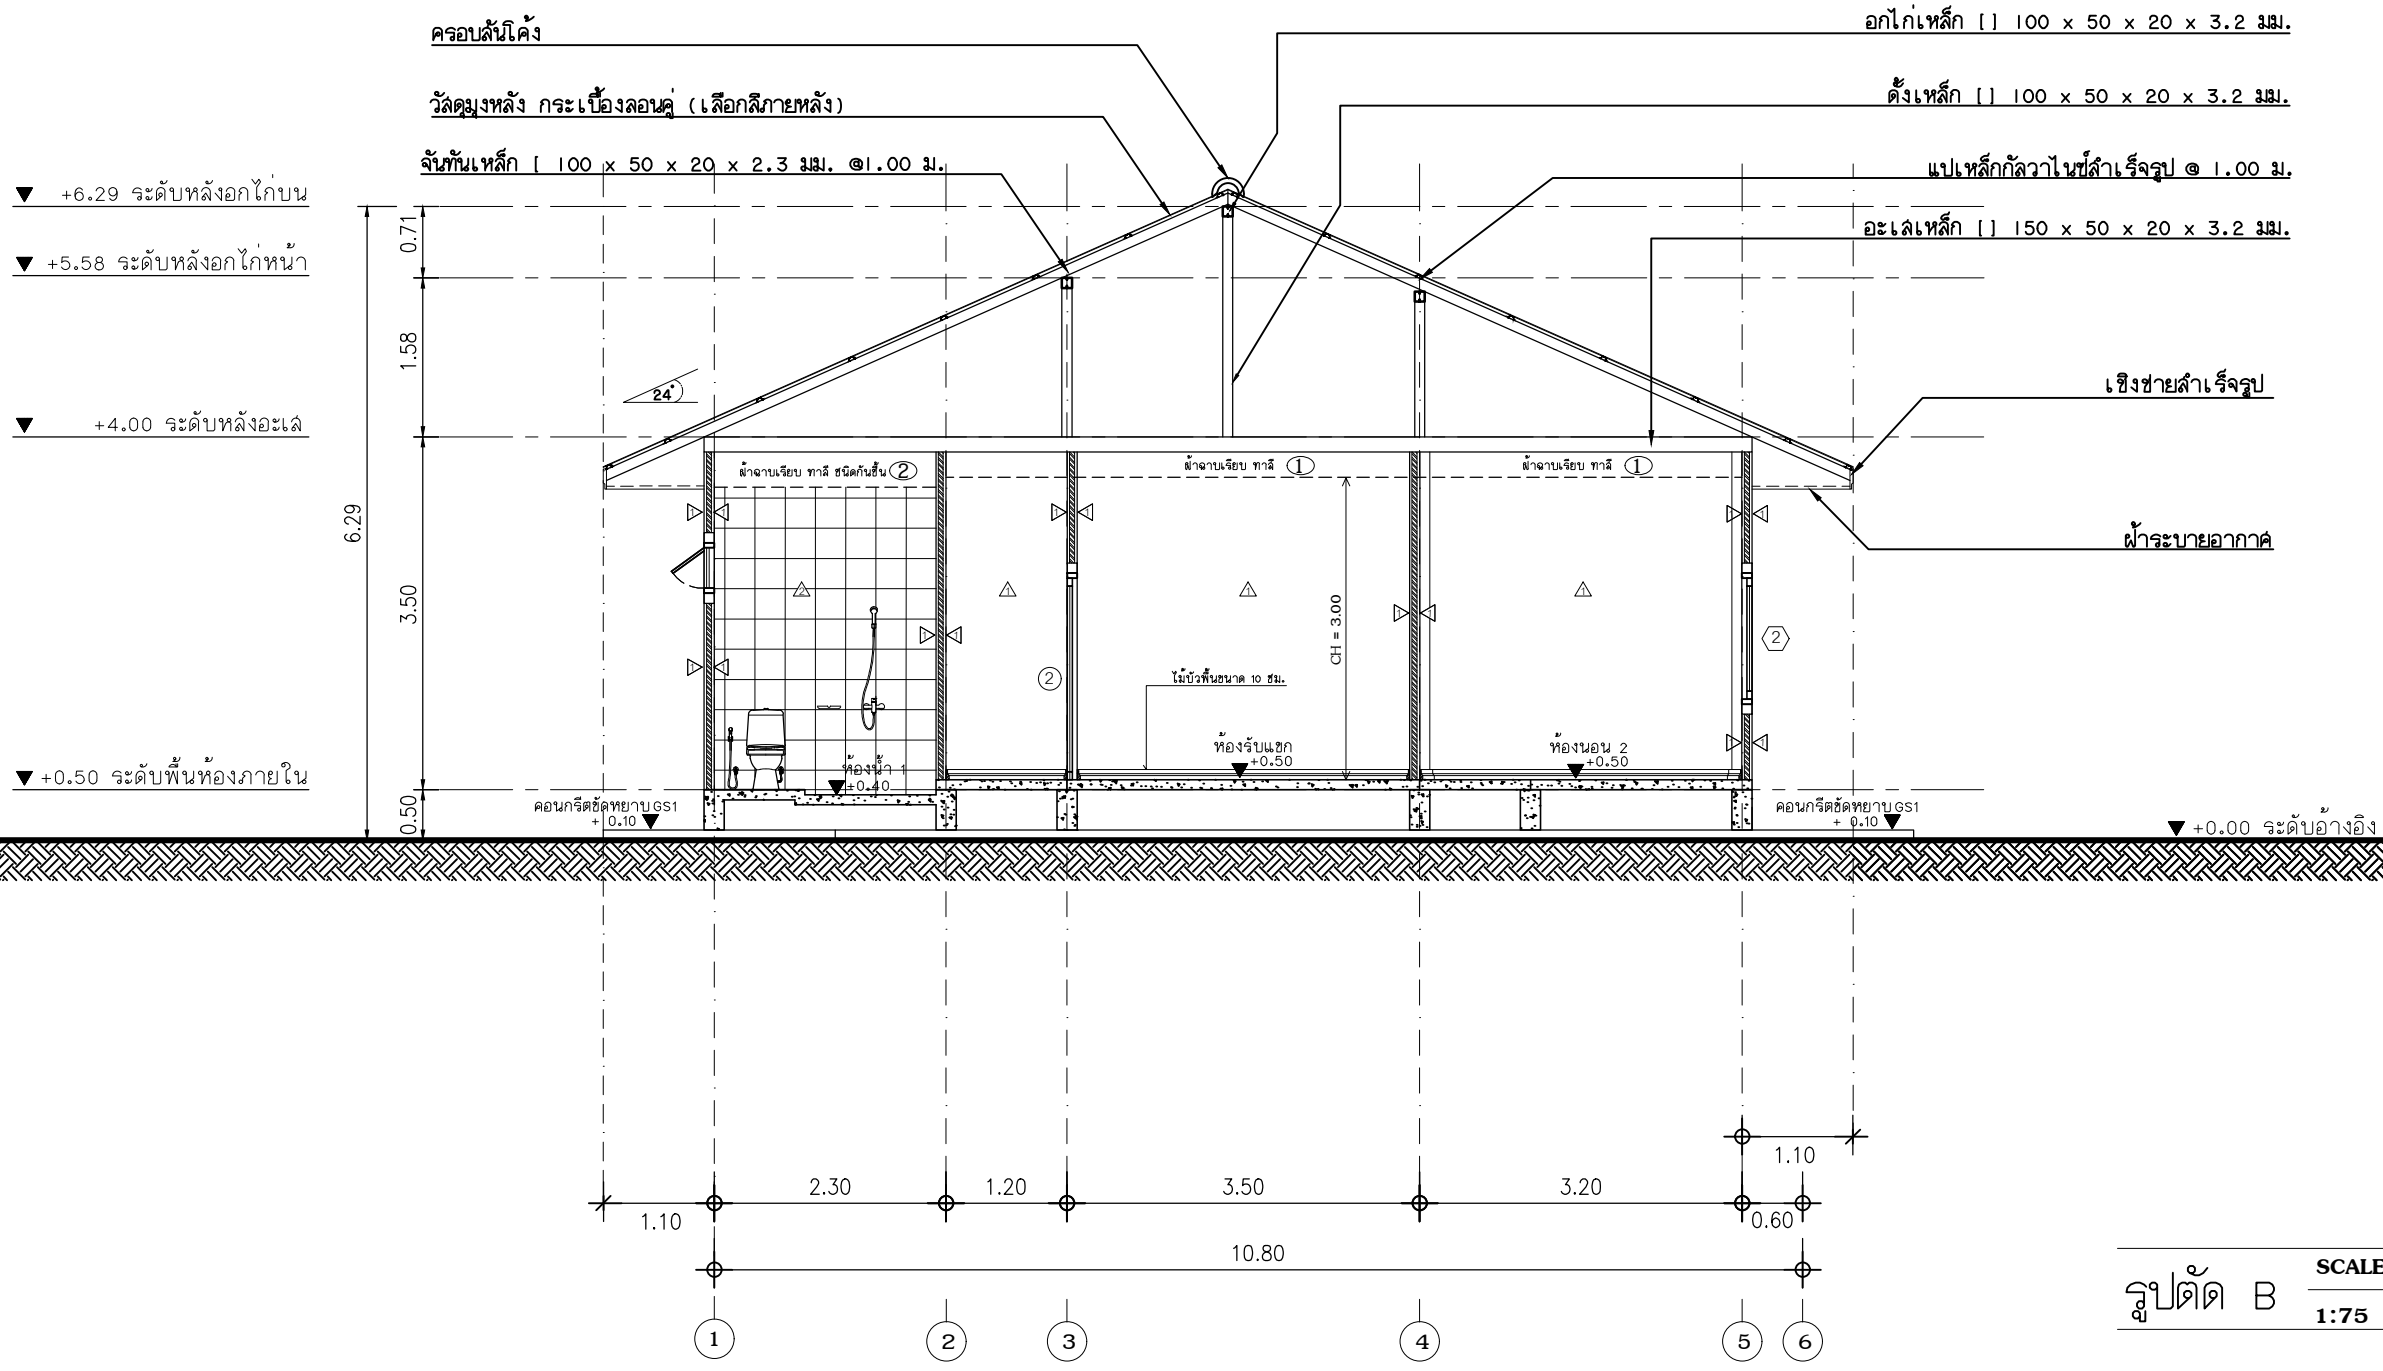 ครอบสันโค้ง
อกไก่เหล็ก [] 100 x 50 x 20 x 3.2 มม.
วัสดุมุงหลัง กระเบื้องลอนคู่ (เลือกสีภายหลัง)
ดั้งเหล็ก [] 100 x 50 x 20 x 3.2 มม.
จันทันเหล็ก [ 100 x 50 x 20 x 2.3 มม. @1.00 ม.
แปเหล็กกัลวาไนซ์สำเร็จรูป @ 1.00 ม.
+6.29 ระดับหลังอกไก่บน
0.71
อะเสเหล็ก [] 150 x 50 x 20 x 3.2 มม.
+5.58 ระดับหลังอกไก่หน้า
1.58
24°
เชิงชายสำเร็จรูป
+4.00 ระดับหลังอะเส
ฝ้าฉาบเรียบ ทาสี ชนิดกันชื้น 2
ฝ้าฉาบเรียบ ทาสี 1
ฝ้าฉาบเรียบ ทาสี 1
6.29
1 1
1 1
1 1
ฝ้าระบายอากาศ
3.50
2
1
1
1
CH = 3.00
1 1
1 1
1 1
2
2
ไม้บัวพื้นขนาด 10 ซม.
ห้องน้ำ 1
+0.40
ห้องรับแขก
+0.50
ห้องนอน 2
+0.50
1 1
+0.50 ระดับพื้นห้องภายใน
0.50
คอนกรีตขัดหยาบ GS1
+ 0.10
คอนกรีตขัดหยาบ GS1
+ 0.10
+0.00 ระดับอ้างอิง
1.10
2.30
1.20
3.50
3.20
1.10
0.60
10.80
1
2
3
4
5
6
รูปตัด B
SCALE
1:75